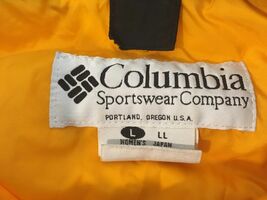 Columbia
Sportswear Company
PORTLAND, OREGON U.S.A.
L LL
WOMEN'S JAPAN